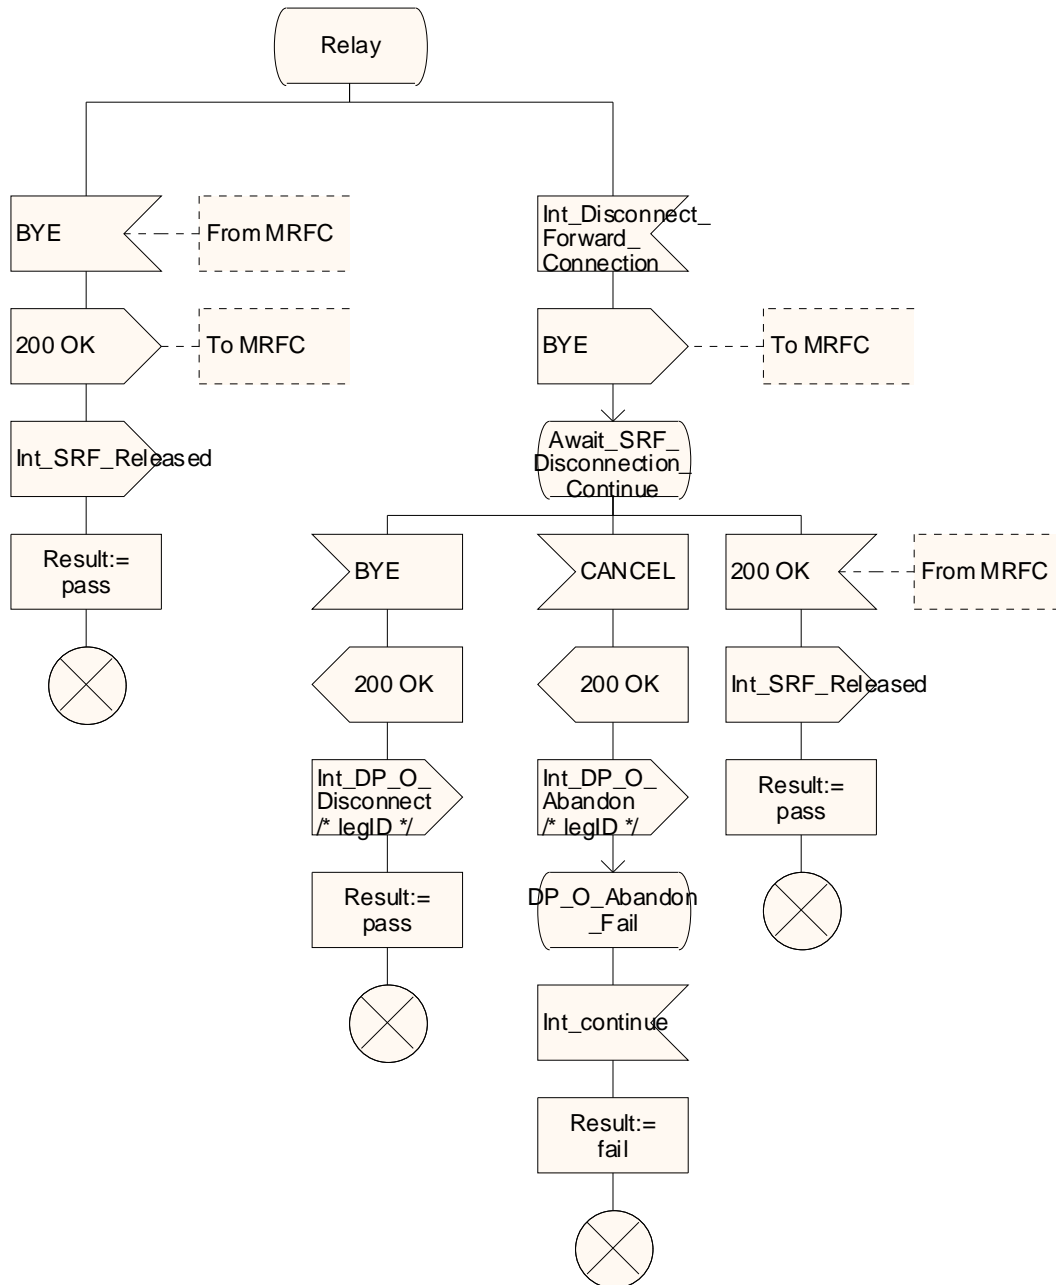 Relay
BYE
From MRFC
Int_Disconnect_
Forward_
Connection
200 OK
To MRFC
BYE
To MRFC
Int_SRF_Released
Await_SRF_
Disconnection_
Continue
Result:=
pass
BYE
CANCEL
200 OK
From MRFC
200 OK
200 OK
Int_SRF_Released
Int_DP_O_
Disconnect
/* legID */
Int_DP_O_
Abandon
/* legID */
Result:=
pass
Result:=
pass
DP_O_Abandon
_Fail
Int_continue
Result:=
fail